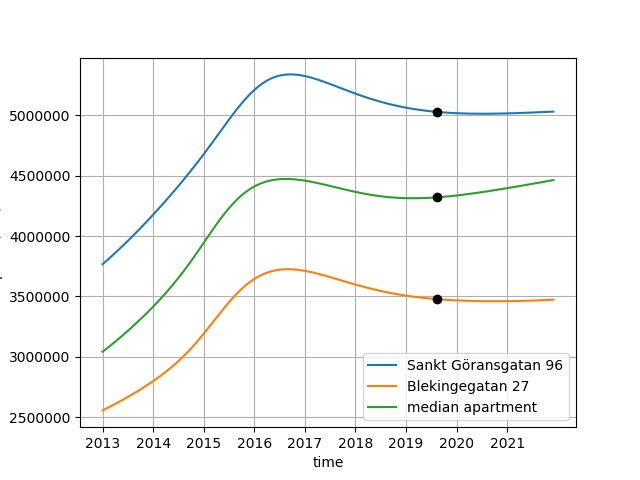 5000000
4500000
4000000
3500000
3000000
2500000
Sankt Göransgatan 96
Blekingegatan 27
median apartment
2013 2014 2015 2016 2017 2018 2019 2020 2021
time